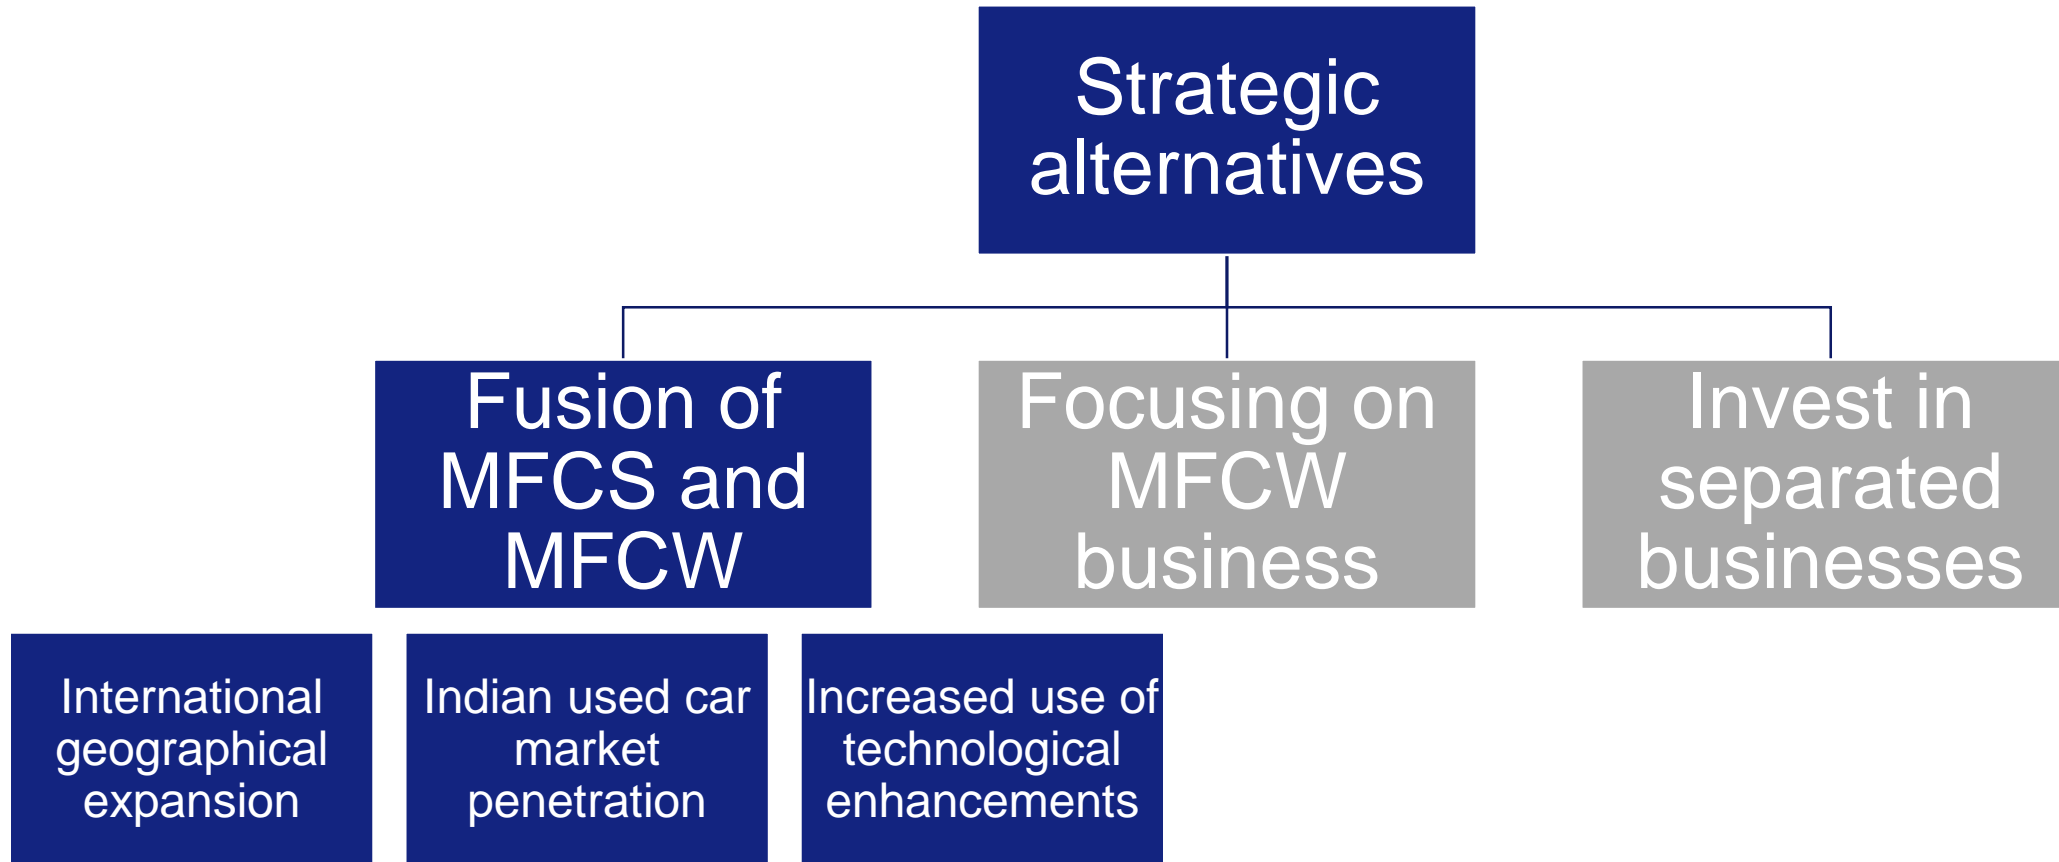 Strategic
alternatives
Fusion of
MFCS and
MFCW
Focusing on
MFCW
business
Invest in
separated
businesses
International
geographical
expansion
Indian used car
market
penetration
Increased use of
technological
enhancements